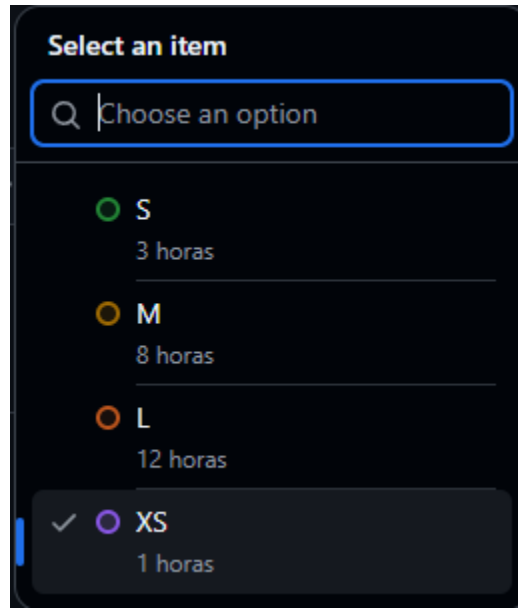 Select an item
Choose an option
S
3 horas
M
8 horas
L
12 horas
XS
1 horas